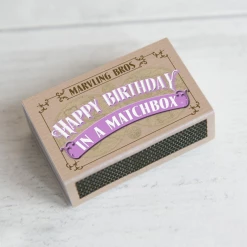 MARVLING BROS
HAPPY BIRTHDAY
IN A MATCHBOX